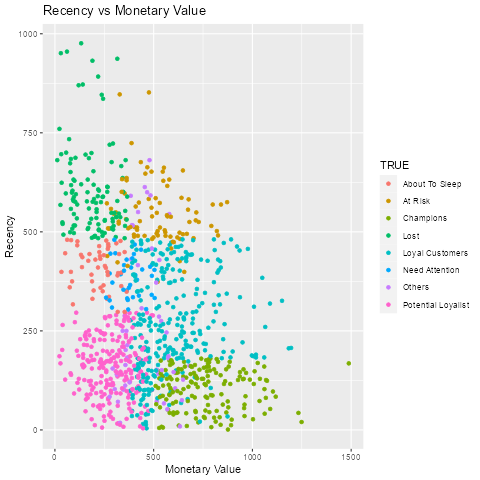 Recency vs Monetary Value
1000
750
500
250
0
Recency
0
500
1000
1500
Monetary Value
TRUE
About To Sleep
At Risk
Champions
Lost
Loyal Customers
Need Attention
Others
Potential Loyalist